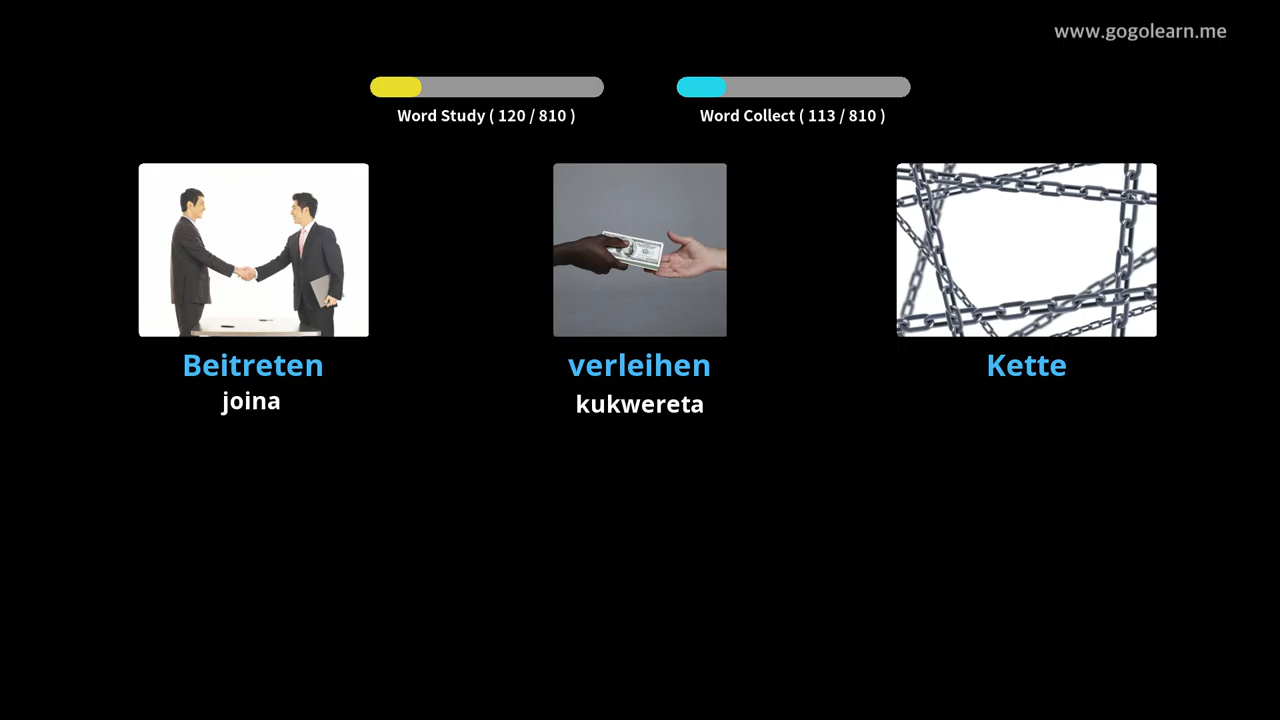 www.gogolearn.me
Word Study ( 120 / 810 )
Word Collect ( 113 / 810 )
Beitreten
joina
verleihen
kukwereta
Kette